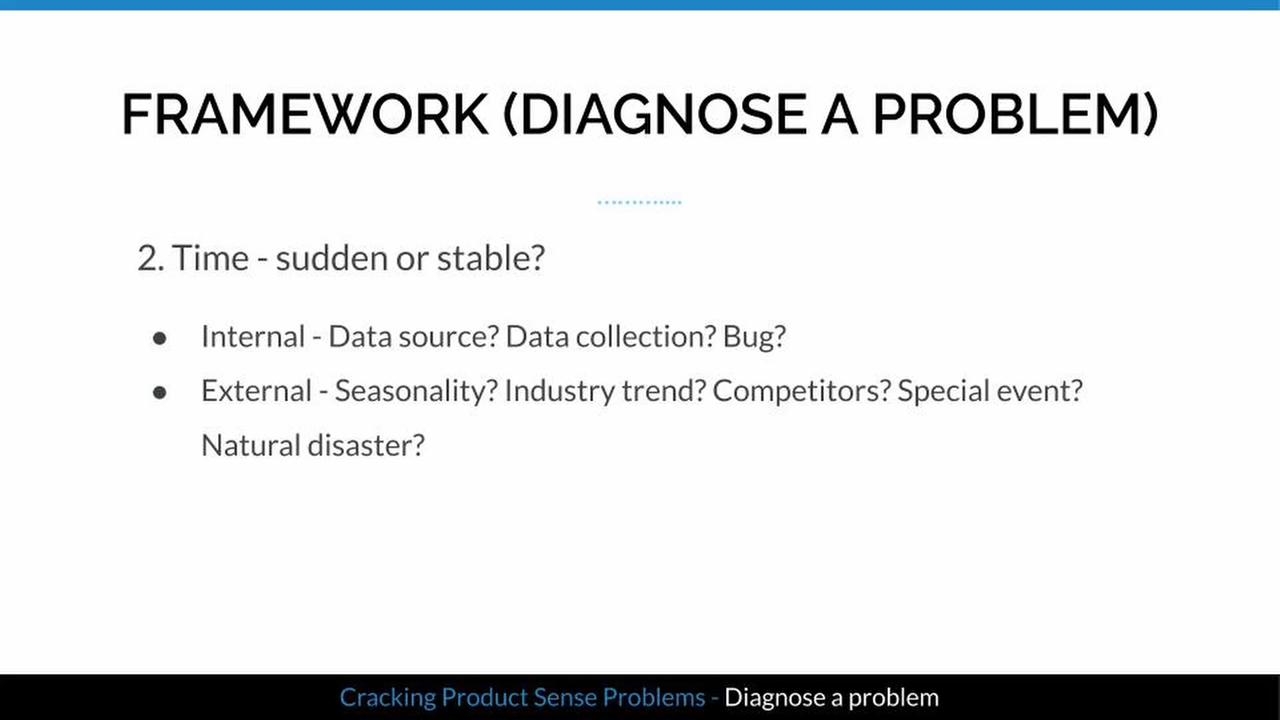 FRAMEWORK (DIAGNOSE A PROBLEM)
2. Time - sudden or stable?
● Internal - Data source? Data collection? Bug?
● External - Seasonality? Industry trend? Competitors? Special event?
Natural disaster?
Cracking Product Sense Problems - Diagnose a problem